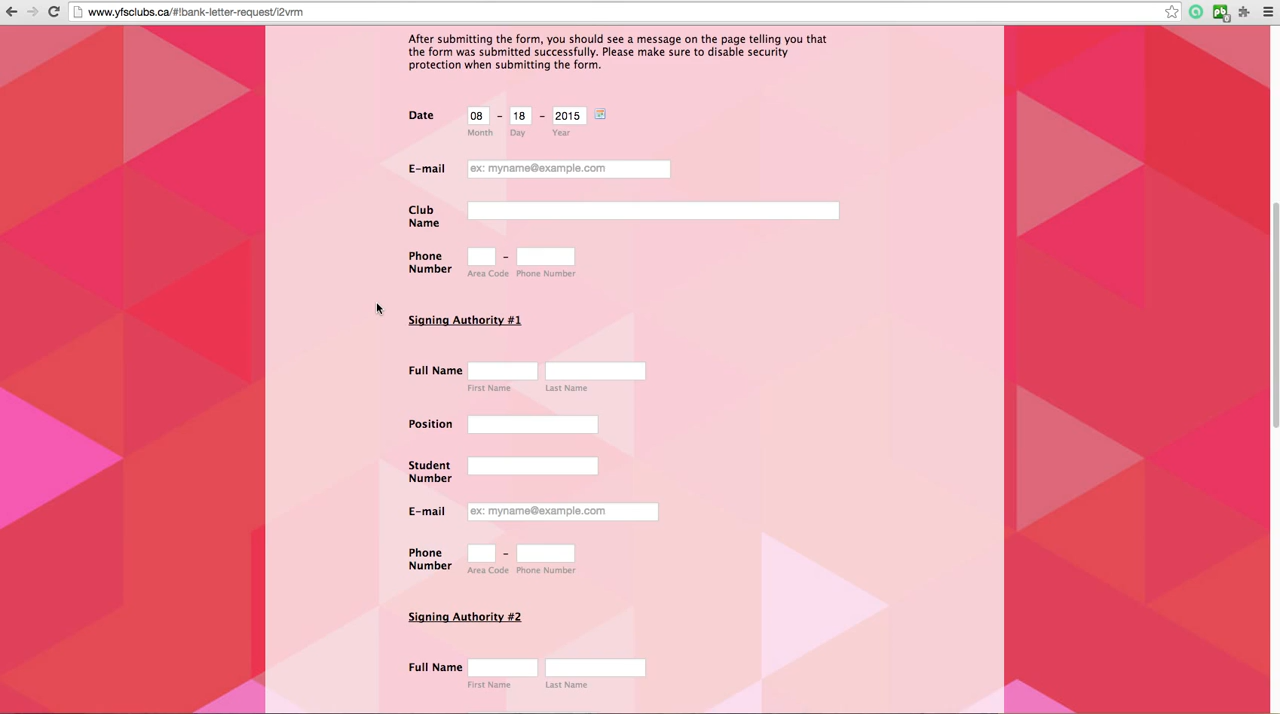 www.yfsclubs.ca/#!bank-letter-request/i2vrm
After submitting the form, you should see a message on the page telling you that
the form was submitted successfully. Please make sure to disable security
protection when submitting the form.
Date 08 - 18 - 2015
Month Day Year
E-mail ex: myname@example.com
Club
Name
Phone
Number
-
Area Code Phone Number
Signing Authority #1
Full Name
First Name Last Name
Position
Student
Number
E-mail ex: myname@example.com
Phone
Number
-
Area Code Phone Number
Signing Authority #2
Full Name
First Name Last Name